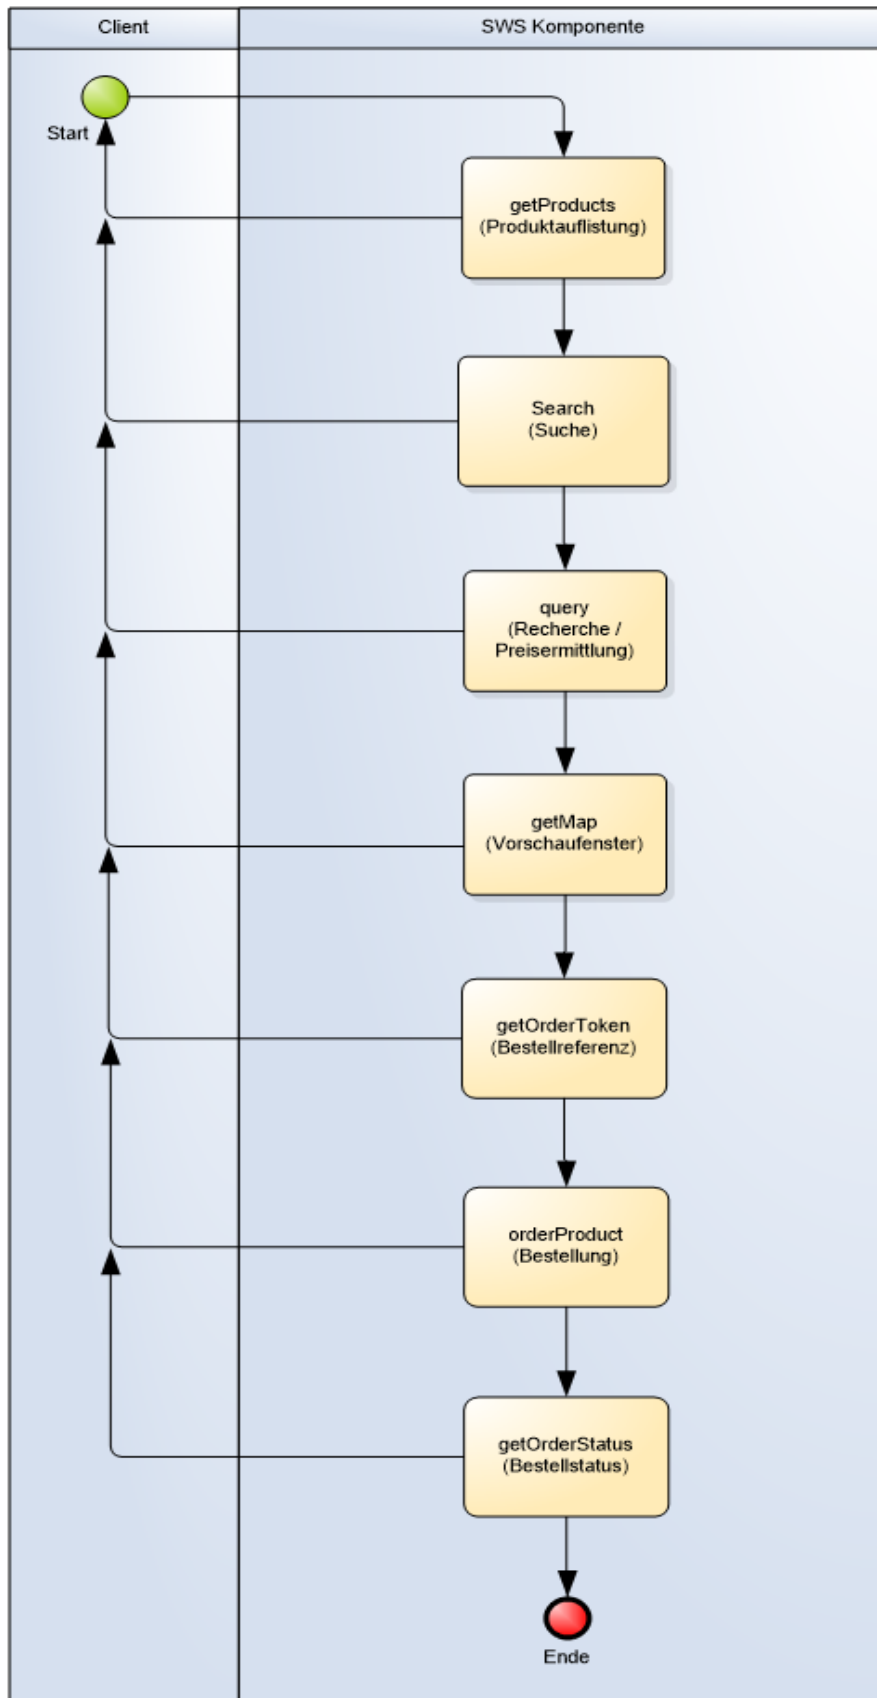 Client
SWS Komponente
Start
getProducts
(Produktauflistung)
Search
(Suche)
query
(Recherche /
Preisermittlung)
getMap
(Vorschaufenster)
getOrderToken
(Bestellreferenz)
orderProduct
(Bestellung)
getOrderStatus
(Bestellstatus)
Ende